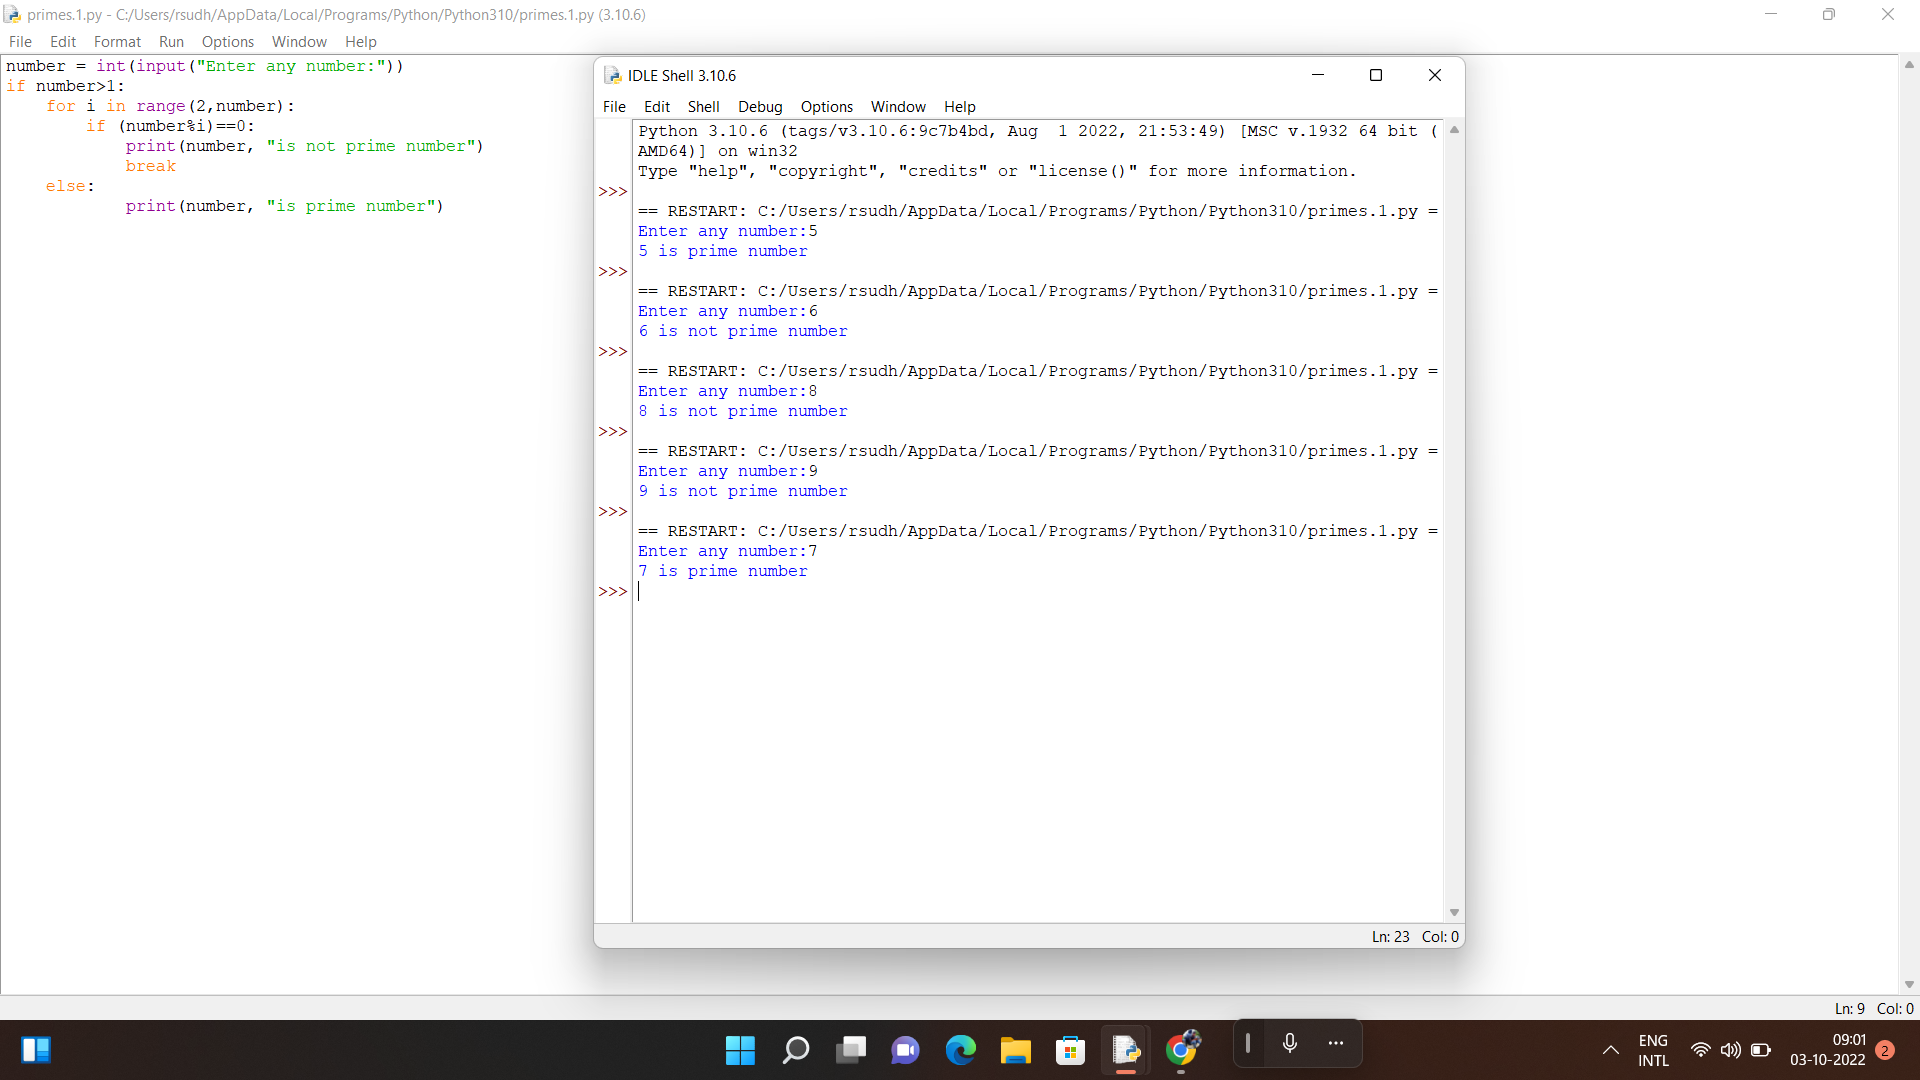 primes.1.py - C:/Users/rsudh/AppData/Local/Programs/Python/Python310/primes.1.py (3.10.6)
File Edit Format Run Options Window Help
number = int(input("Enter any number:"))
if number>1:
    for i in range(2,number):
        if (number%i)==0:
            print(number, "is not prime number")
            break
    else:
            print(number, "is prime number")
IDLE Shell 3.10.6
File Edit Shell Debug Options Window Help
Python 3.10.6 (tags/v3.10.6:9c7b4bd, Aug  1 2022, 21:53:49) [MSC v.1932 64 bit (
AMD64)] on win32
Type "help", "copyright", "credits" or "license()" for more information.
>>>
== RESTART: C:/Users/rsudh/AppData/Local/Programs/Python/Python310/primes.1.py =
Enter any number:5
5 is prime number
>>>
== RESTART: C:/Users/rsudh/AppData/Local/Programs/Python/Python310/primes.1.py =
Enter any number:6
6 is not prime number
>>>
== RESTART: C:/Users/rsudh/AppData/Local/Programs/Python/Python310/primes.1.py =
Enter any number:8
8 is not prime number
>>>
== RESTART: C:/Users/rsudh/AppData/Local/Programs/Python/Python310/primes.1.py =
Enter any number:9
9 is not prime number
>>>
== RESTART: C:/Users/rsudh/AppData/Local/Programs/Python/Python310/primes.1.py =
Enter any number:7
7 is prime number
>>>
Ln: 23 Col: 0
Ln: 9 Col: 0
ENG
INTL
09:01
03-10-2022
2